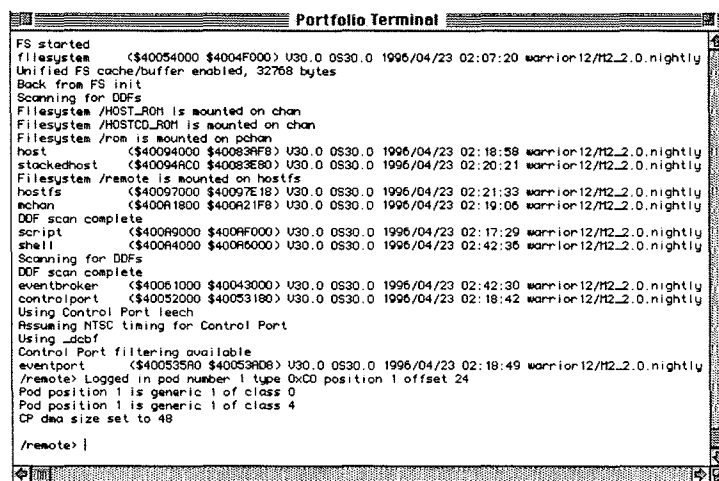 Portfolio Terminal
FS started
filesystem ($40054000 $4004F000) V30.0 OS30.0 1996/04/23 02:07:20 warrior12/M2_2.0.nightly
Unified FS cache/buffer enabled, 32768 bytes
Back from FS init
Scanning for DDFs
Filesystem /HOST_ROM is mounted on chan
Filesystem /HOSTCD_ROM is mounted on chan
Filesystem /rom is mounted on pchan
host ($40094000 $40083AF8) V30.0 OS30.0 1996/04/23 02:18:58 warrior12/M2_2.0.nightly
stackedhost ($40094AC0 $40083E80) V30.0 OS30.0 1996/04/23 02:20:21 warrior12/M2_2.0.nightly
Filesystem /remote is mounted on hostfs
hostfs ($40097000 $40097E18) V30.0 OS30.0 1996/04/23 02:21:33 warrior12/M2_2.0.nightly
mchan ($400A1800 $400A21F8) V30.0 OS30.0 1996/04/23 02:19:06 warrior12/M2_2.0.nightly
DDF scan complete
script ($400A9000 $400AF000) V30.0 OS30.0 1996/04/23 02:17:29 warrior12/M2_2.0.nightly
shell ($400A4000 $400A6000) V30.0 OS30.0 1996/04/23 02:42:36 warrior12/M2_2.0.nightly
Scanning for DDFs
DDF scan complete
eventbroker ($40061000 $40043000) V30.0 OS30.0 1996/04/23 02:42:30 warrior12/M2_2.0.nightly
controlport ($40052000 $40053180) V30.0 OS30.0 1996/04/23 02:18:42 warrior12/M2_2.0.nightly
Using Control Port leech
Assuming NTSC timing for Control Port
Using _dcbf
Control Port filtering available
eventport ($400535A0 $40053AD8) V30.0 OS30.0 1996/04/23 02:18:49 warrior12/M2_2.0.nightly
/remote> Logged in pod number 1 type 0xC0 position 1 offset 24
Pod position 1 is generic 1 of class 0
Pod position 1 is generic 1 of class 4
CP dma size set to 48
/remote>